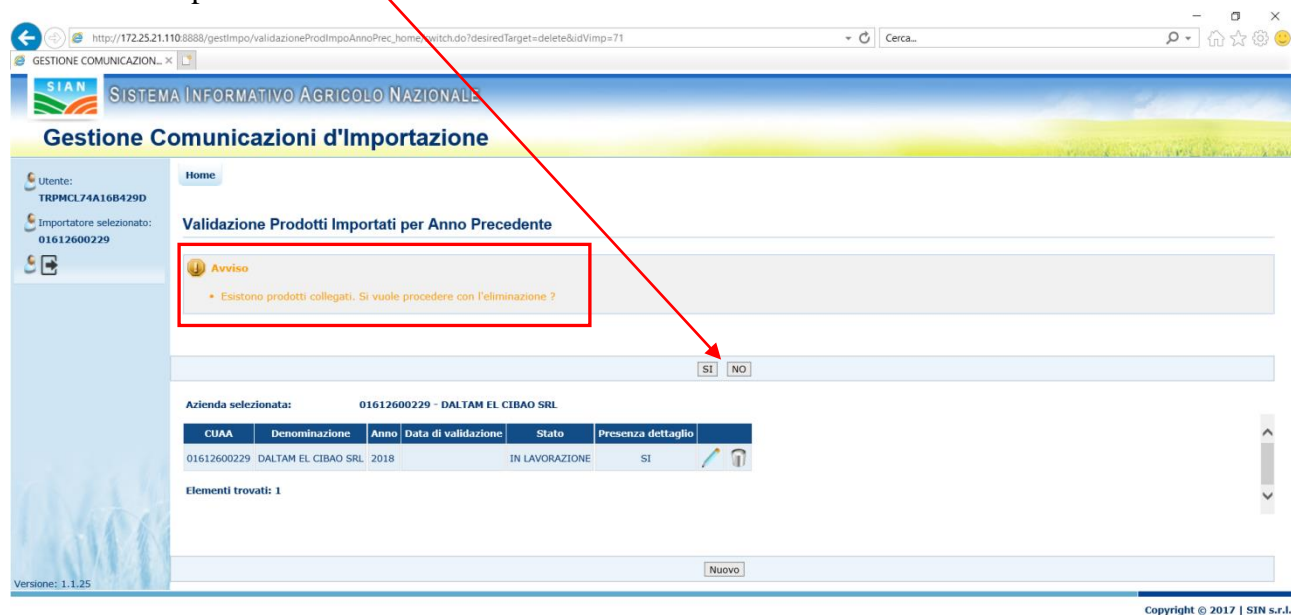 http://172.25.21.110:8888/gestImpo/validazioneProdImpoAnnoPrec_home/switch.do?desiredTarget=delete&idVimp=71
Cerca...
GESTIONE COMUNICAZION...
SIAN
SISTEMA INFORMATIVO AGRICOLO NAZIONALE
Gestione Comunicazioni d'Importazione
Utente:
TRPMCL74A16B429D
Importatore selezionato:
01612600229
Home
Validazione Prodotti Importati per Anno Precedente
Avviso
• Esistono prodotti collegati. Si vuole procedere con l'eliminazione ?
SI NO
Azienda selezionata: 01612600229 - DALTAM EL CIBAO SRL
CUAA Denominazione Anno Data di validazione Stato Presenza dettaglio
01612600229 DALTAM EL CIBAO SRL 2018 IN LAVORAZIONE SI
Elementi trovati: 1
Nuovo
Versione: 1.1.25
Copyright © 2017 | SIN s.r.l.